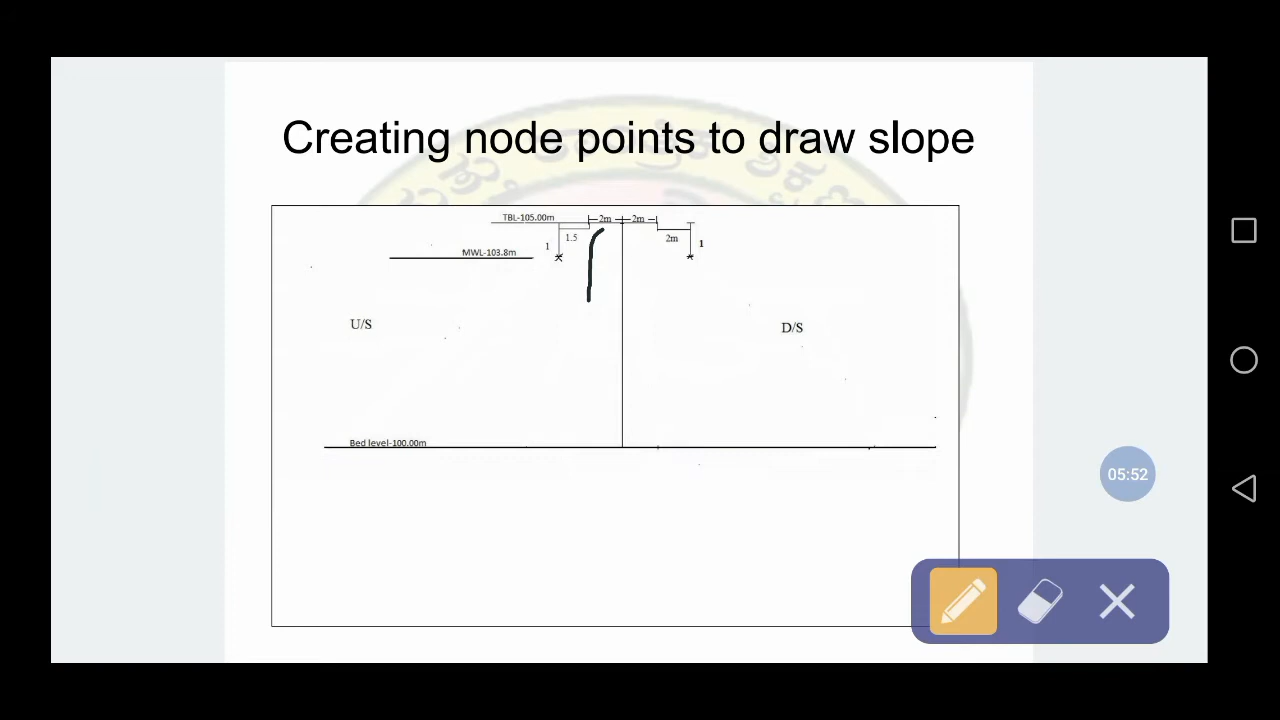 Creating node points to draw slope
TBL-105.00m
2m
2m
1
1.5
2m
1
MWL-103.8m
U/S
D/S
Bed level-100.00m
05:52